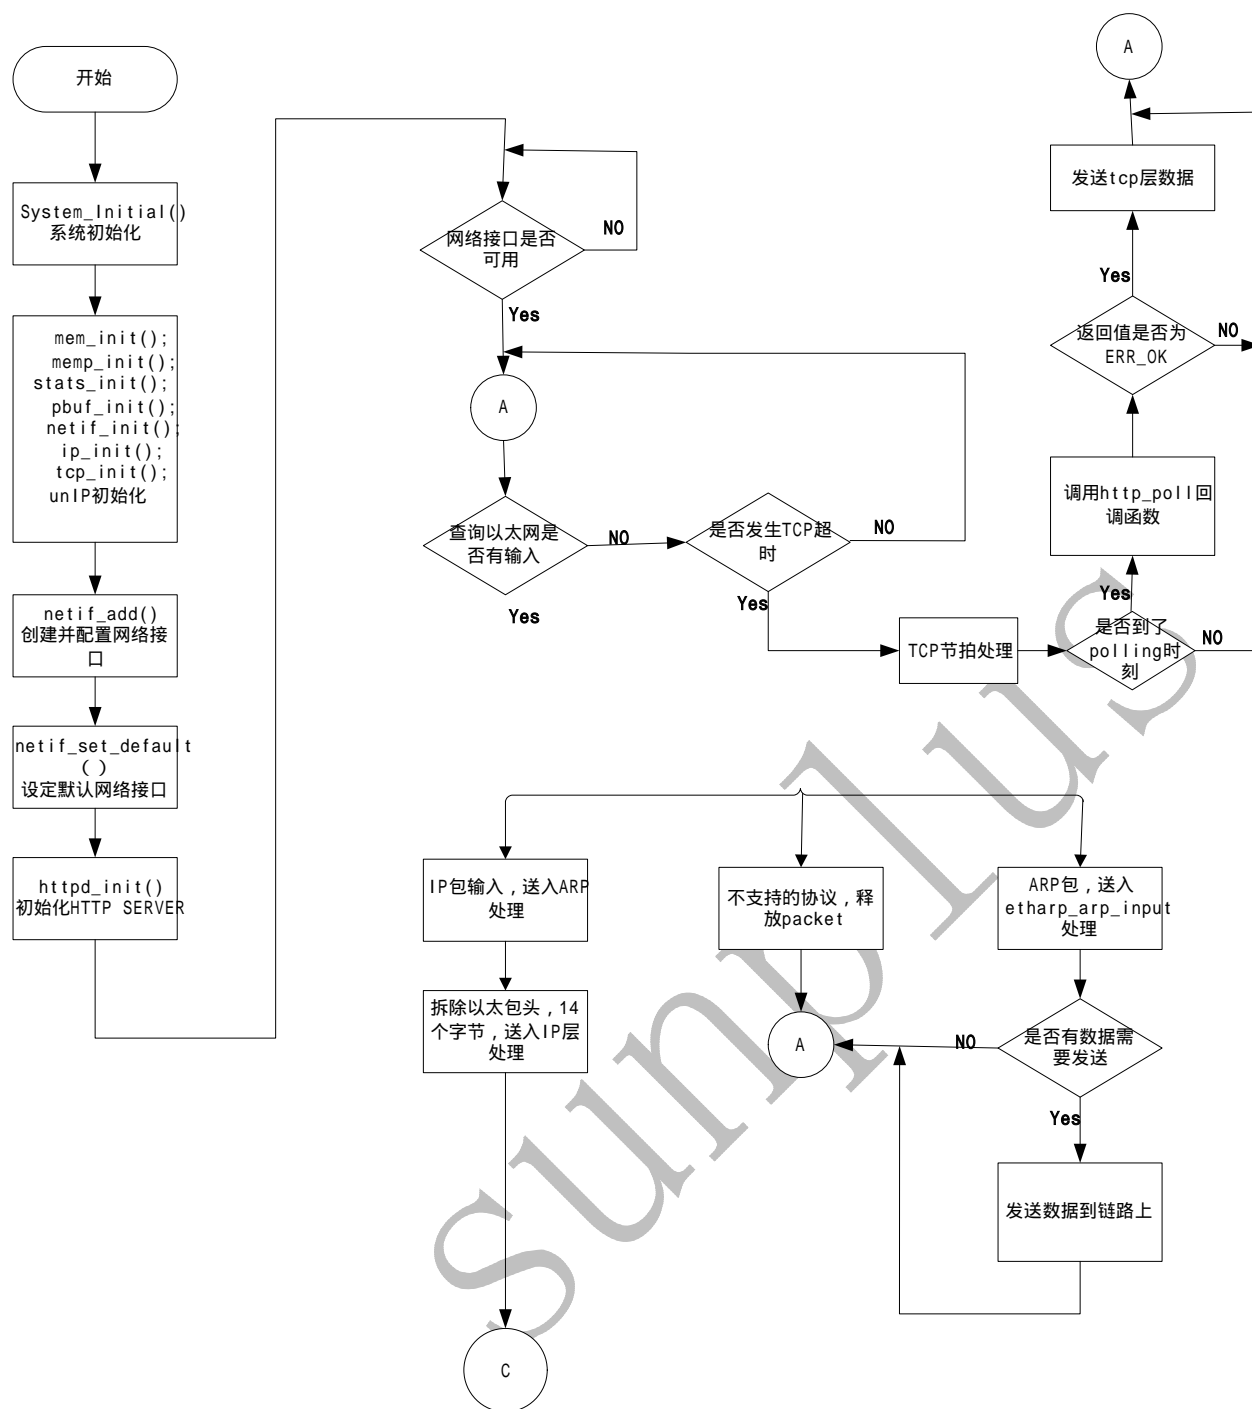 开始
System_Initial()
系统初始化
mem_init();
memp_init();
stats_init();
pbuf_init();
netif_init();
ip_init();
tcp_init();
unIP初始化
netif_add()
创建并配置网络接
口
netif_set_default
()
设定默认网络接口
httpd_init()
初始化HTTP SERVER
网络接口是否
可用
NO
Yes
A
查询以太网是
否有输入
NO
Yes
是否发生TCP超
时
NO
Yes
TCP节拍处理
是否到了
polling时
刻
NO
Yes
调用http_poll回
调函数
返回值是否为
ERR_OK
NO
Yes
发送tcp层数据
A
IP包输入，送入ARP
处理
拆除以太包头，14
个字节，送入IP层
处理
C
不支持的协议，释
放packet
A
ARP包，送入
etharp_arp_input
处理
是否有数据需
要发送
NO
Yes
发送数据到链路上
sunplus